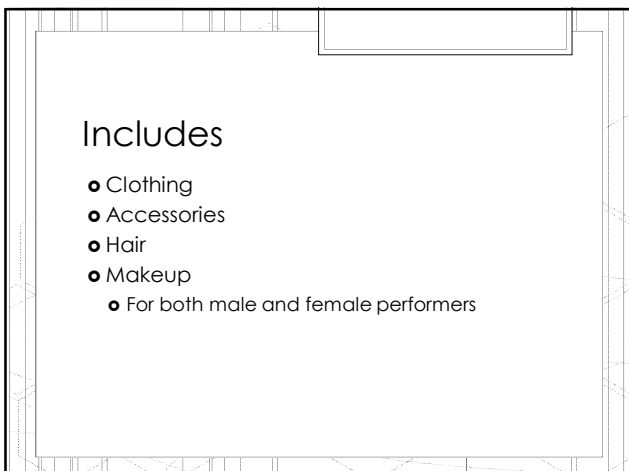 Includes
Clothing
Accessories
Hair
Makeup
For both male and female performers